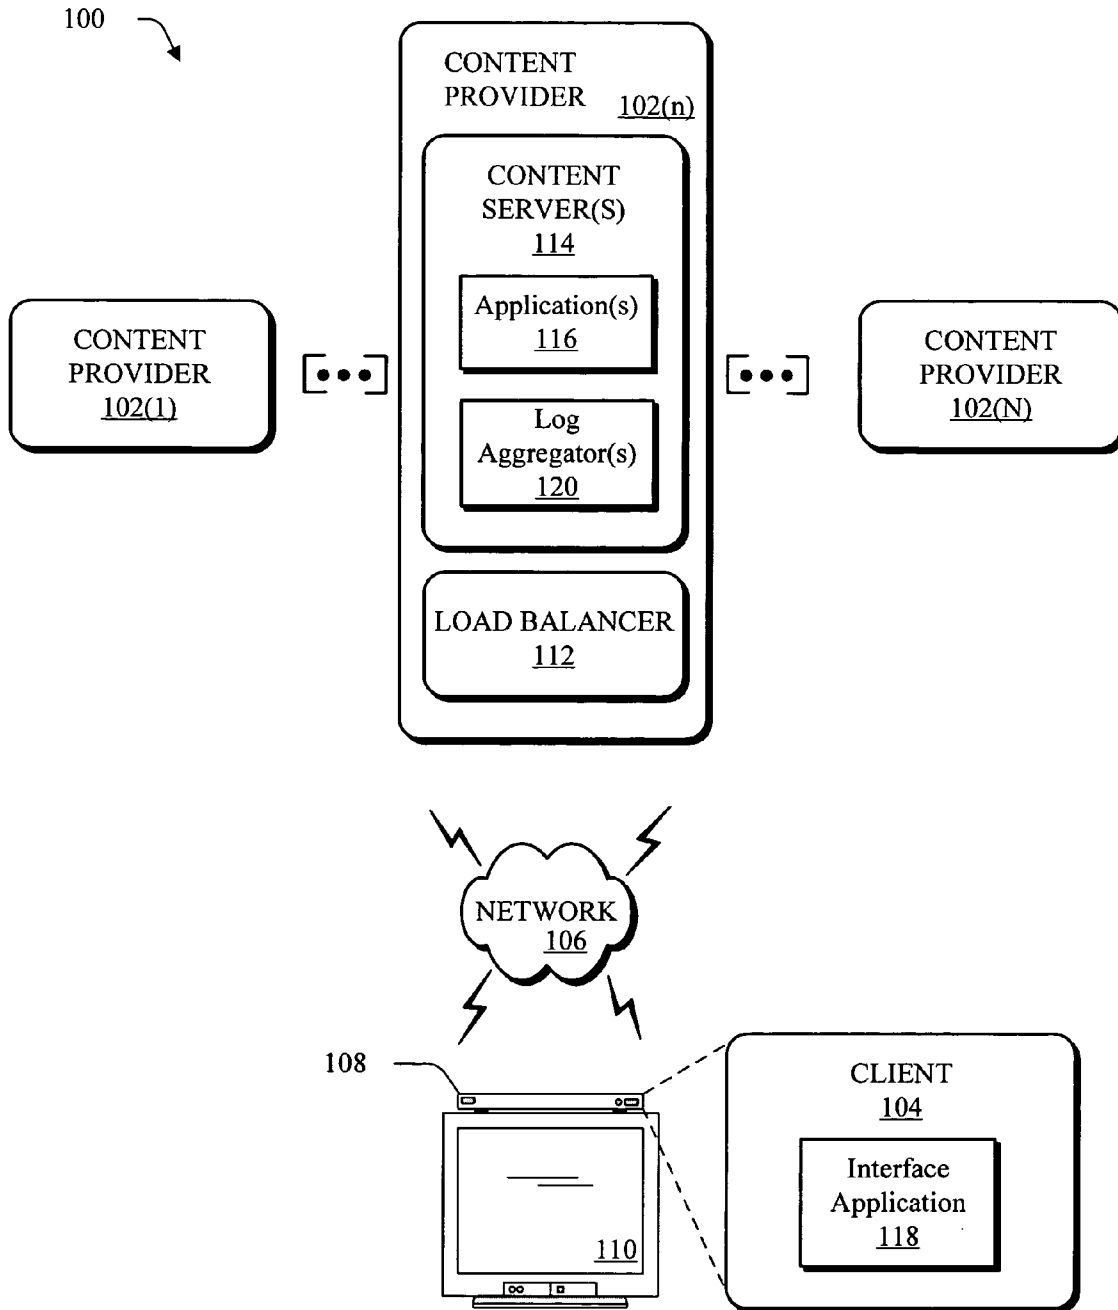 100
CONTENT
PROVIDER
102(n)
CONTENT
SERVER(S)
114
Application(s)
116
Log
Aggregator(s)
120
LOAD BALANCER
112
CONTENT
PROVIDER
102(1)
CONTENT
PROVIDER
102(N)
NETWORK
106
108
110
CLIENT
104
Interface
Application
118